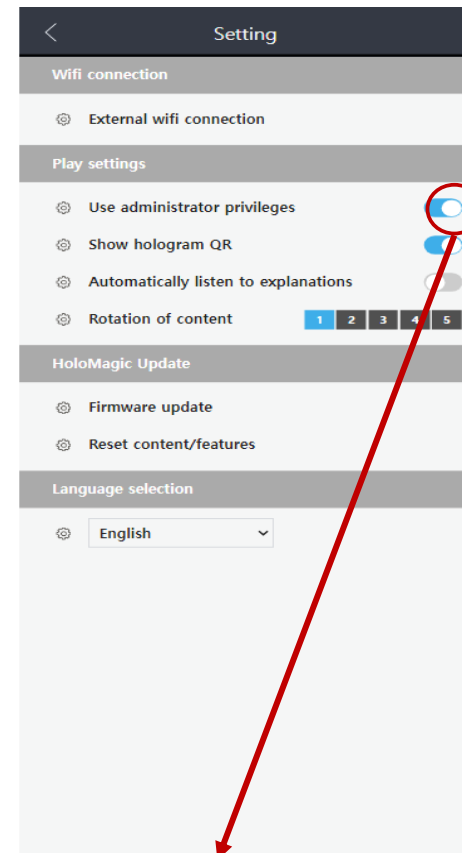 Setting
Wifi connection
External wifi connection
Play settings
Use administrator privileges
Show hologram QR
Automatically listen to explanations
Rotation of content 1 2 3 4 5
HoloMagic Update
Firmware update
Reset content/features
Language selection
English